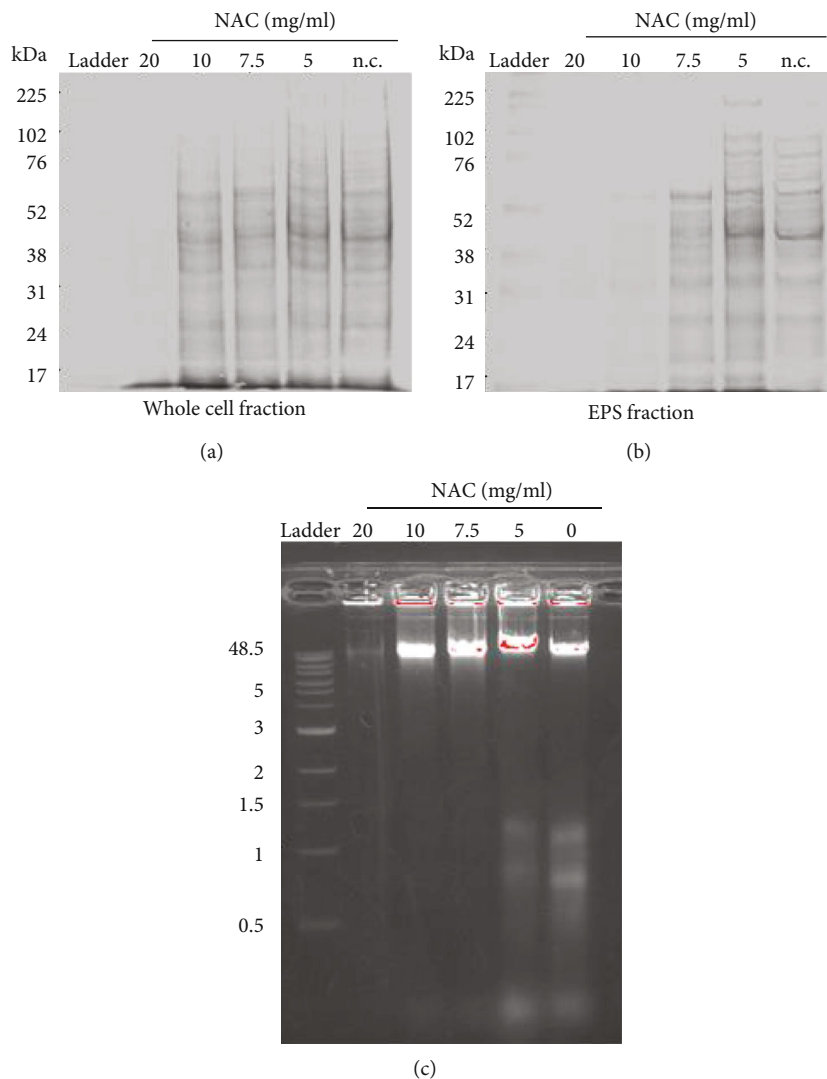 NAC (mg/ml)
kDa Ladder 20 10 7.5 5 n.c.
225
102
76
52
38
31
24
17
Whole cell fraction
(a)
NAC (mg/ml)
kDa Ladder 20 10 7.5 5 n.c.
225
102
76
52
38
31
24
17
EPS fraction
(b)
NAC (mg/ml)
Ladder 20 10 7.5 5 0
48.5
5
3
2
1.5
1
0.5
(c)